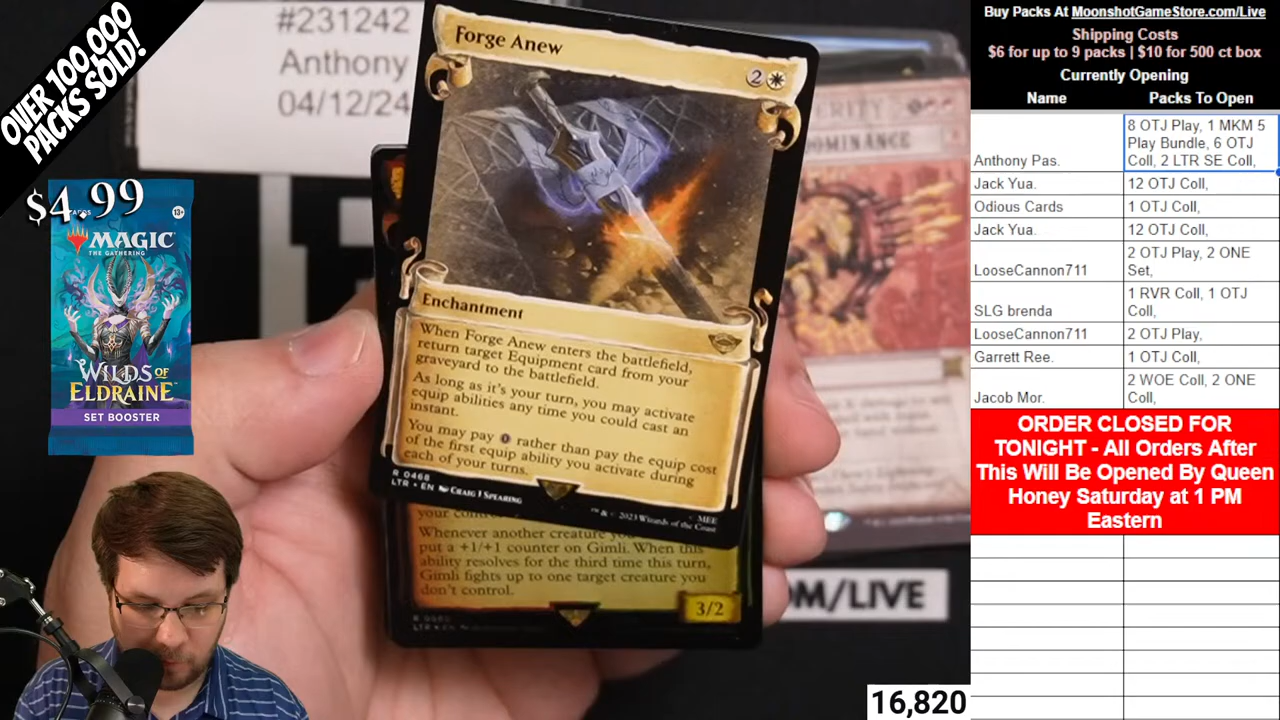 OVER 100,000
PACKS SOLD!
$4.99
13+
MAGIC
THE GATHERING
WILDS OF
ELDRAINE
SET BOOSTER
#231242
Anthony
04/12/24
Forge Anew
2
Enchantment
When Forge Anew enters the battlefield,
return target Equipment card from your
graveyard to the battlefield.
As long as it's your turn, you may activate
equip abilities any time you could cast an
instant.
You may pay 0 rather than pay the equip cost
of the first equip ability you activate during
each of your turns.
R 0468
LTR • EN CRAIG J SPEARING
MEE
™ & © 2023 Wizards of the Coast
your control
Whenever another creature you
put a +1/+1 counter on Gimli. When this
ability resolves for the third time this turn,
Gimli fights up to one target creature you
don't control.
3/2
DOMINANCE
OM/LIVE
16,820
Buy Packs At MoonshotGameStore.com/Live
Shipping Costs
$6 for up to 9 packs | $10 for 500 ct box
Currently Opening
Name Packs To Open
Anthony Pas. 8 OTJ Play, 1 MKM 5
Play Bundle, 6 OTJ
Coll, 2 LTR SE Coll,
Jack Yua. 12 OTJ Coll,
Odious Cards 1 OTJ Coll,
Jack Yua. 12 OTJ Coll,
LooseCannon711 2 OTJ Play, 2 ONE
Set,
SLG brenda 1 RVR Coll, 1 OTJ
Coll,
LooseCannon711 2 OTJ Play,
Garrett Ree. 1 OTJ Coll,
Jacob Mor. 2 WOE Coll, 2 ONE
Coll,
ORDER CLOSED FOR
TONIGHT - All Orders After
This Will Be Opened By Queen
Honey Saturday at 1 PM
Eastern